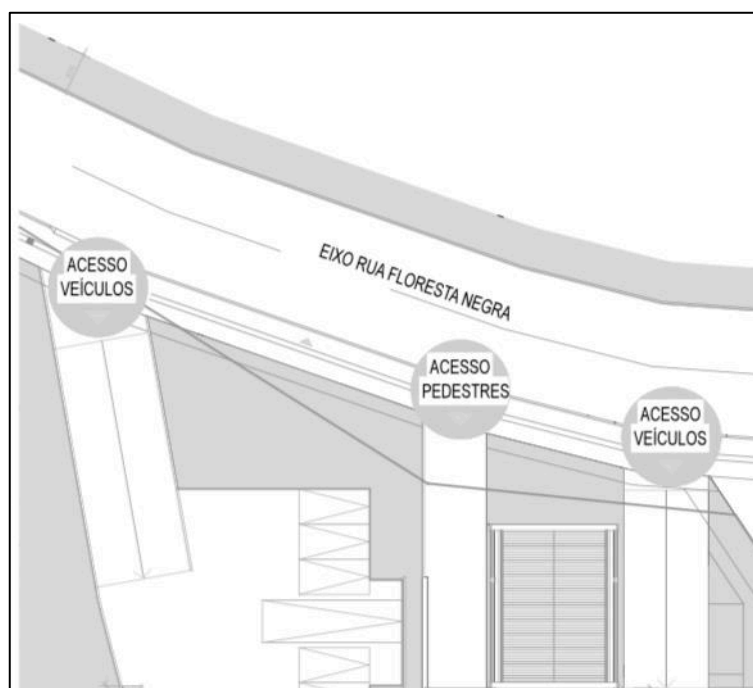 EIXO RUA FLORESTA NEGRA
ACESSO
VEÍCULOS
ACESSO
PEDESTRES
ACESSO
VEÍCULOS